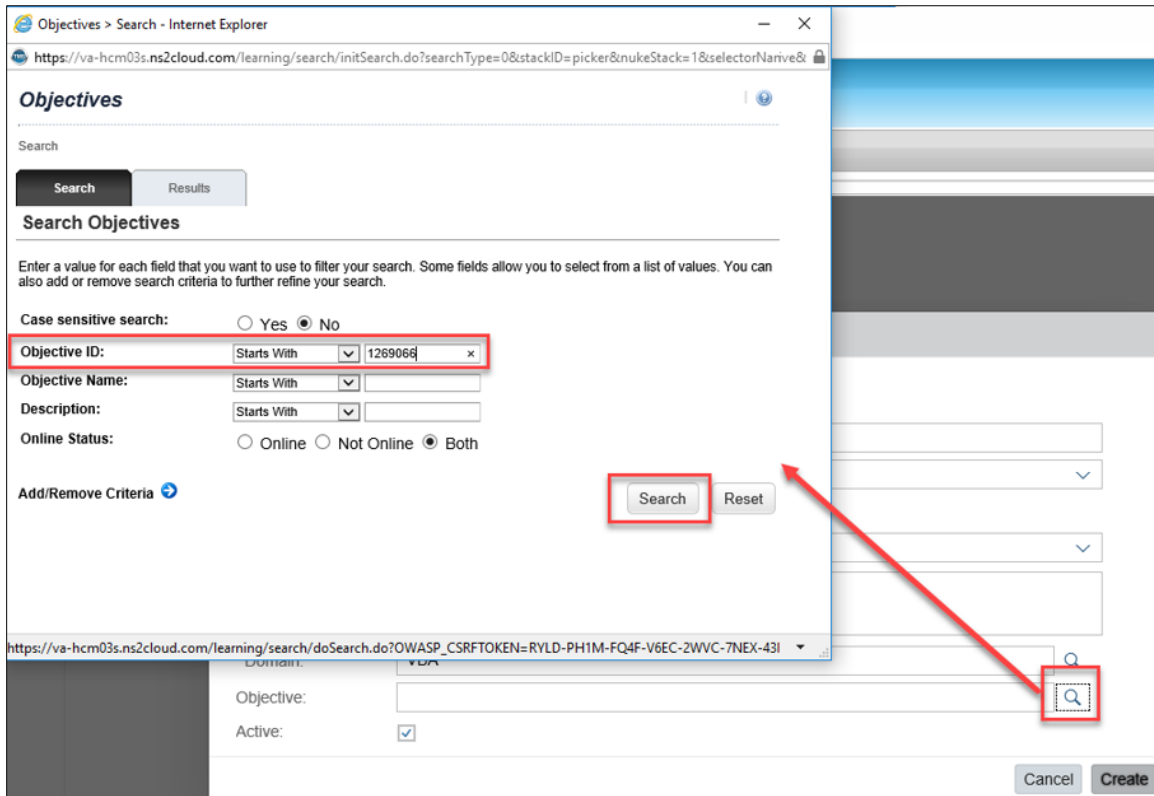 Objectives > Search - Internet Explorer
https://va-hcm03s.ns2cloud.com/learning/search/initSearch.do?searchType=0&stackID=picker&nukeStack=1&selectorNarrive&
Objectives
Search
Search Results
Search Objectives
Enter a value for each field that you want to use to filter your search. Some fields allow you to select from a list of values. You can
also add or remove search criteria to further refine your search.
Case sensitive search: Yes No
Objective ID: Starts With 1269066 ×
Objective Name: Starts With
Description: Starts With
Online Status: Online Not Online Both
Add/Remove Criteria Search Reset
https://va-hcm03s.ns2cloud.com/learning/search/doSearch.do?OWASP_CSRFTOKEN=RYLD-PH1M-FQ4F-V6EC-2WVC-7NEX-43I
Domain: VBA
Objective:
Active:
Cancel Create